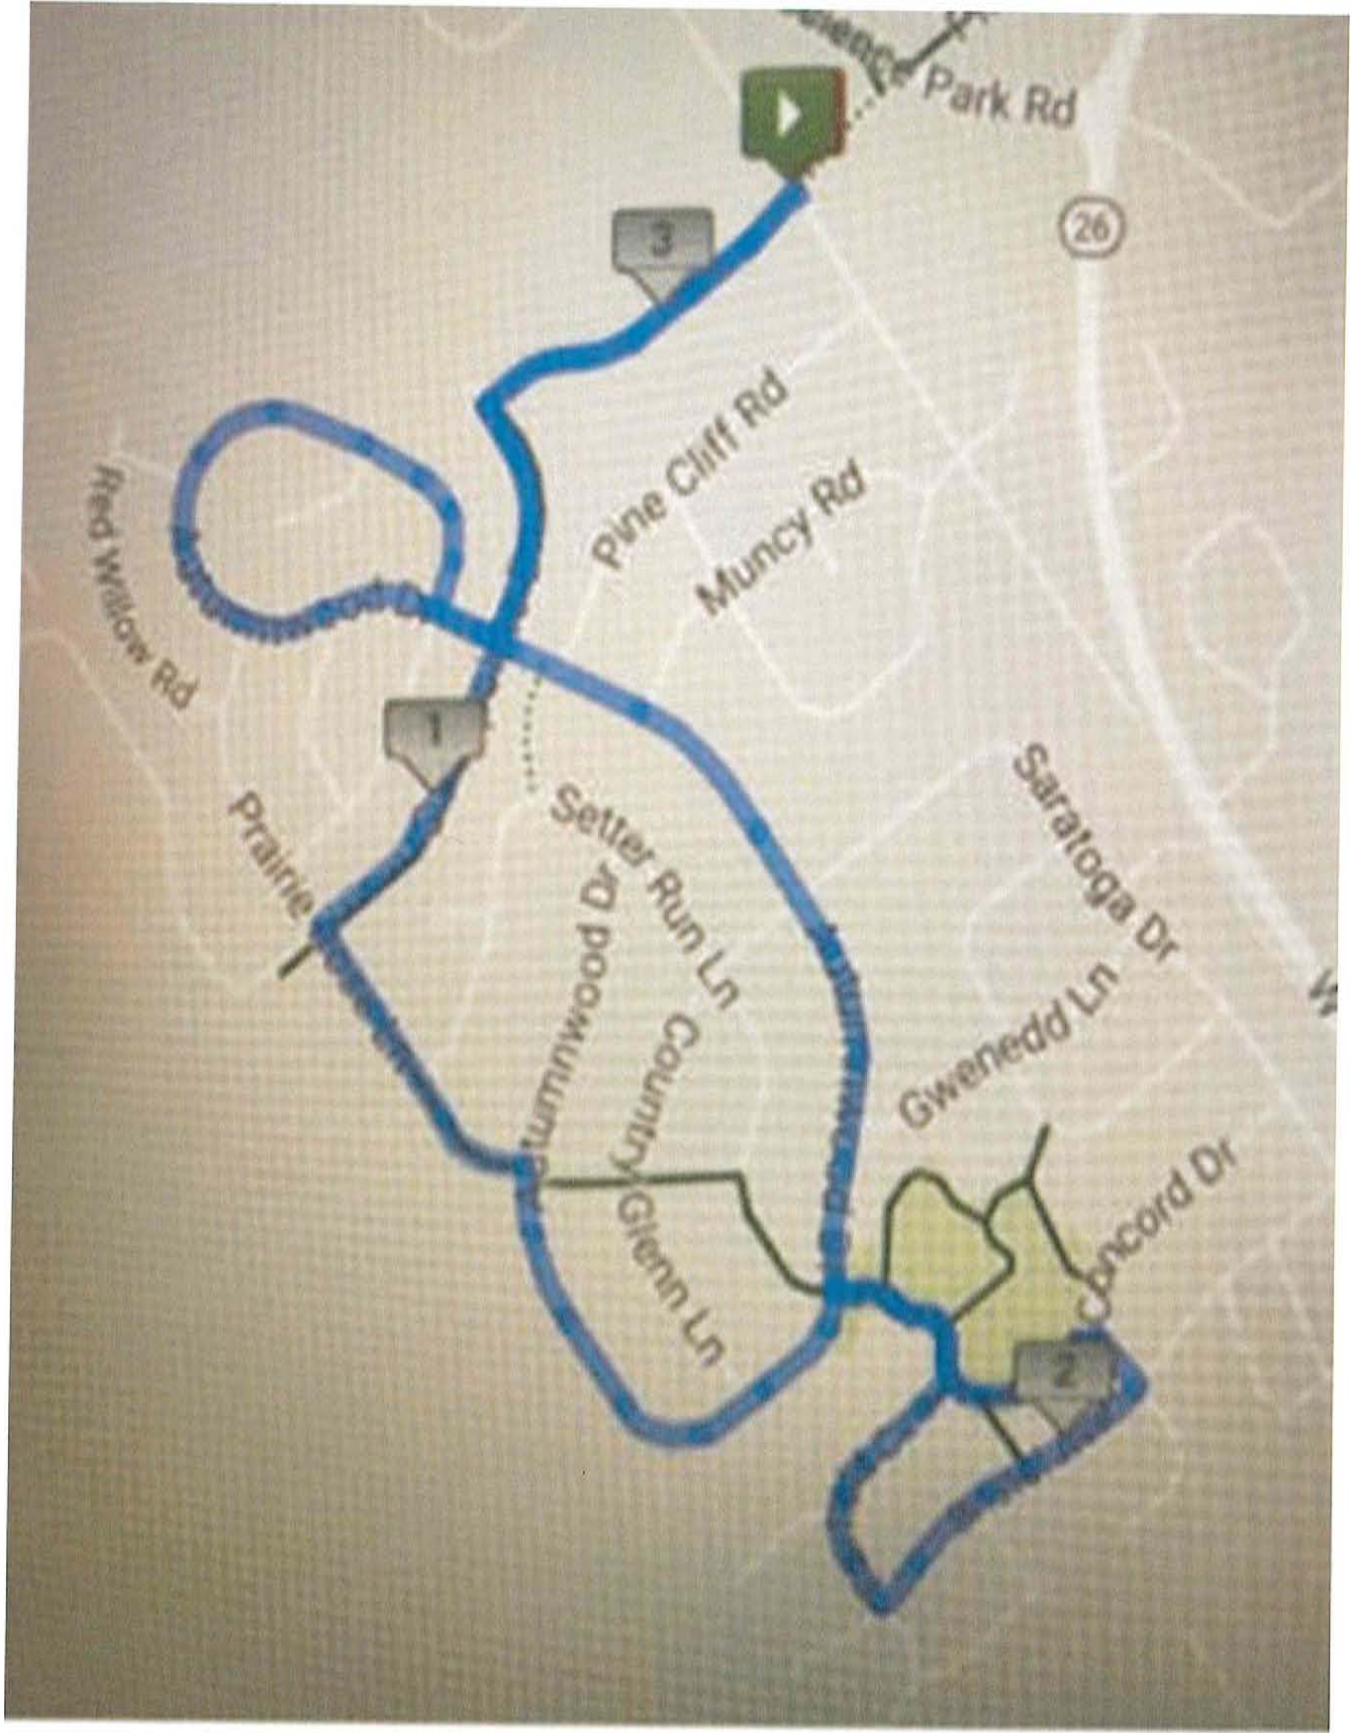 Park Rd
26
3
Pine Cliff Rd
Muncy Rd
Red Willow Rd
1
Prairie
Setter Run Ln
Saratoga Dr
Country Glenn Ln
Gwenedd Ln
Concord Dr
2
W